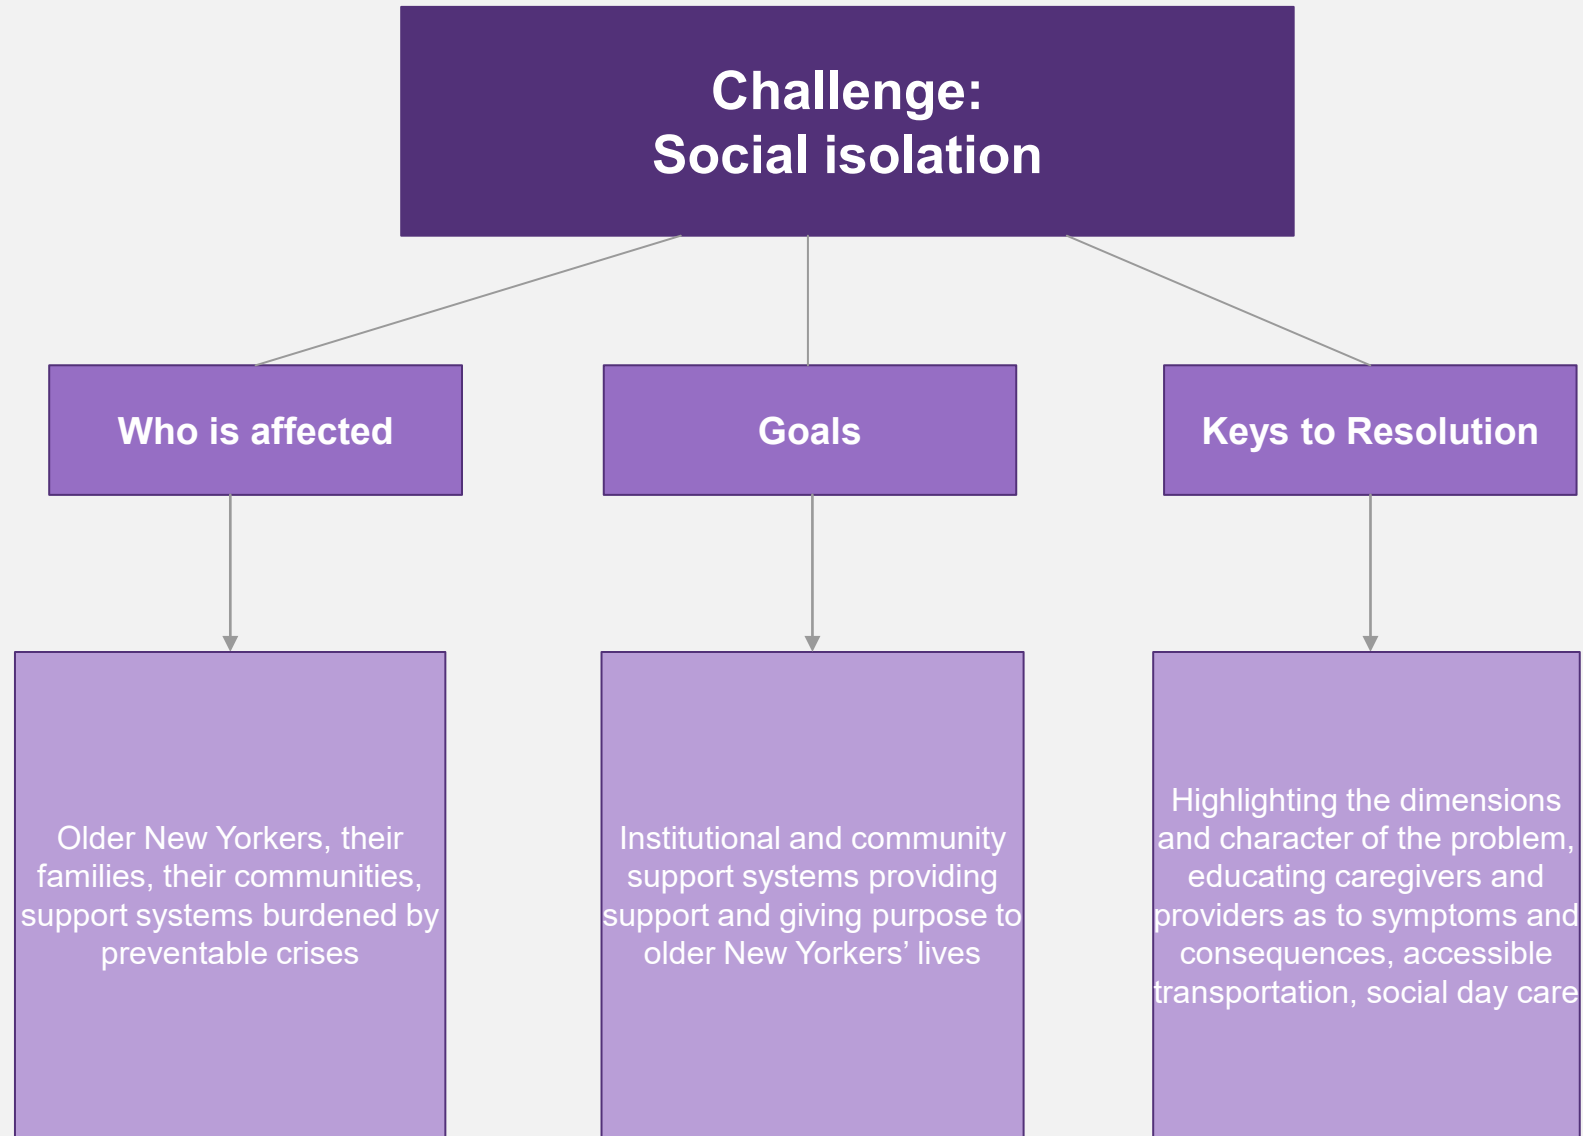 Challenge:
Social isolation
Who is affected
Goals
Keys to Resolution
Older New Yorkers, their
families, their communities,
support systems burdened by
preventable crises
Institutional and community
support systems providing
support and giving purpose to
older New Yorkers’ lives
Highlighting the dimensions
and character of the problem,
educating caregivers and
providers as to symptoms and
consequences, accessible
transportation, social day care